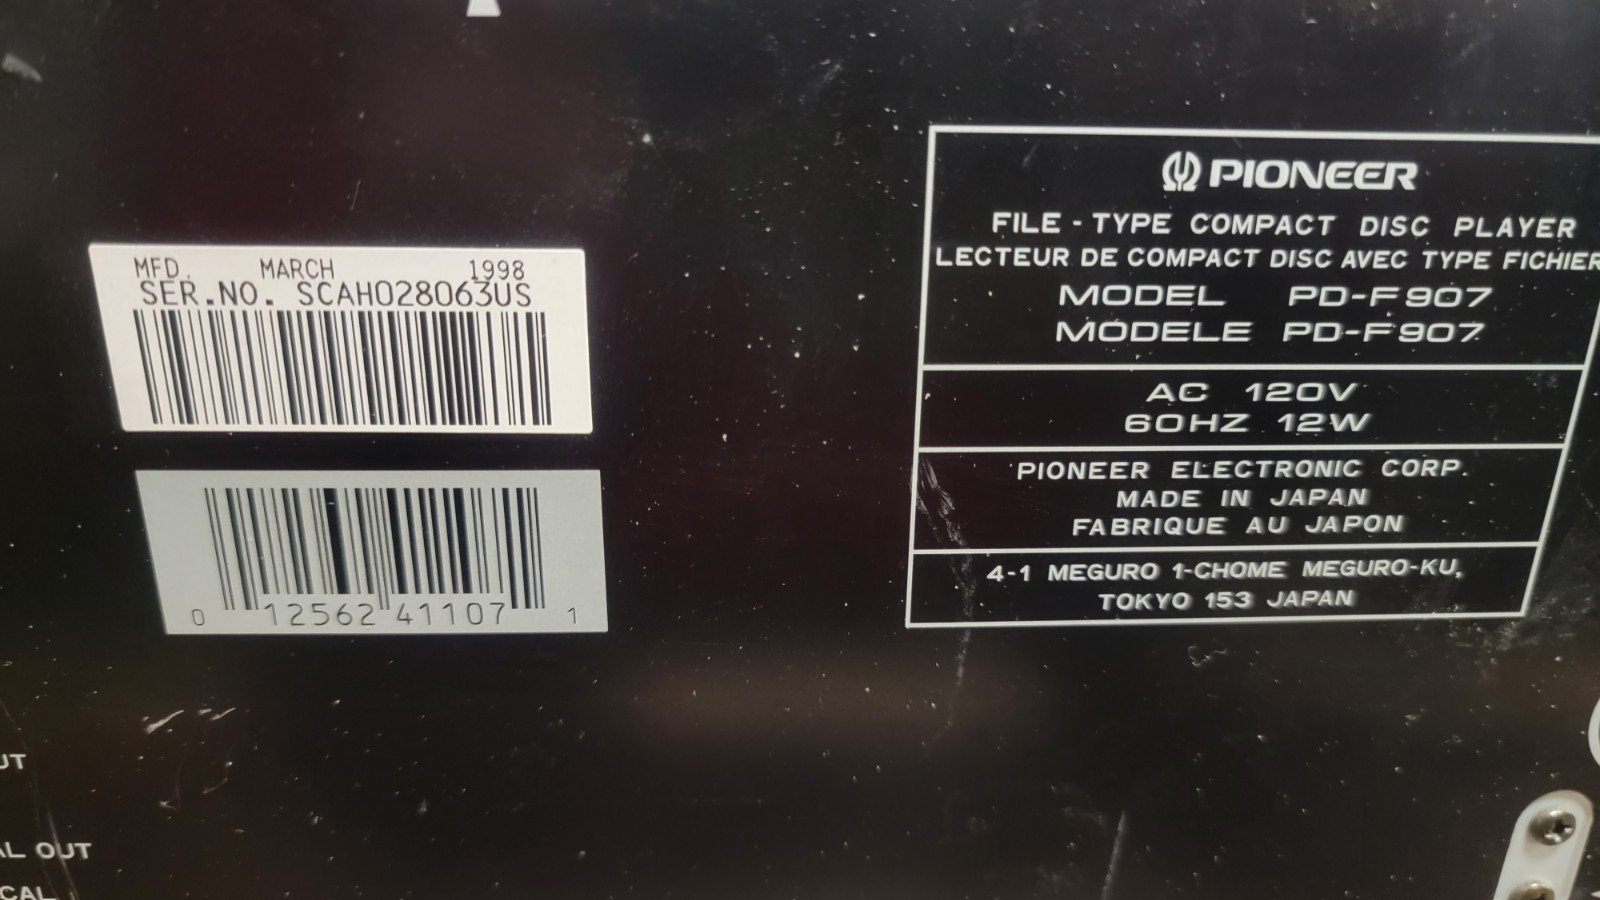 MFD. MARCH 1998
SER.NO. SCAH028063US
0 12562 41107 1
PIONEER
FILE - TYPE COMPACT DISC PLAYER
LECTEUR DE COMPACT DISC AVEC TYPE FICHIER
MODEL PD-F907
MODELE PD-F907
AC 120V
60HZ 12W
PIONEER ELECTRONIC CORP.
MADE IN JAPAN
FABRIQUE AU JAPON
4-1 MEGURO 1-CHOME MEGURO-KU,
TOKYO 153 JAPAN
OUT